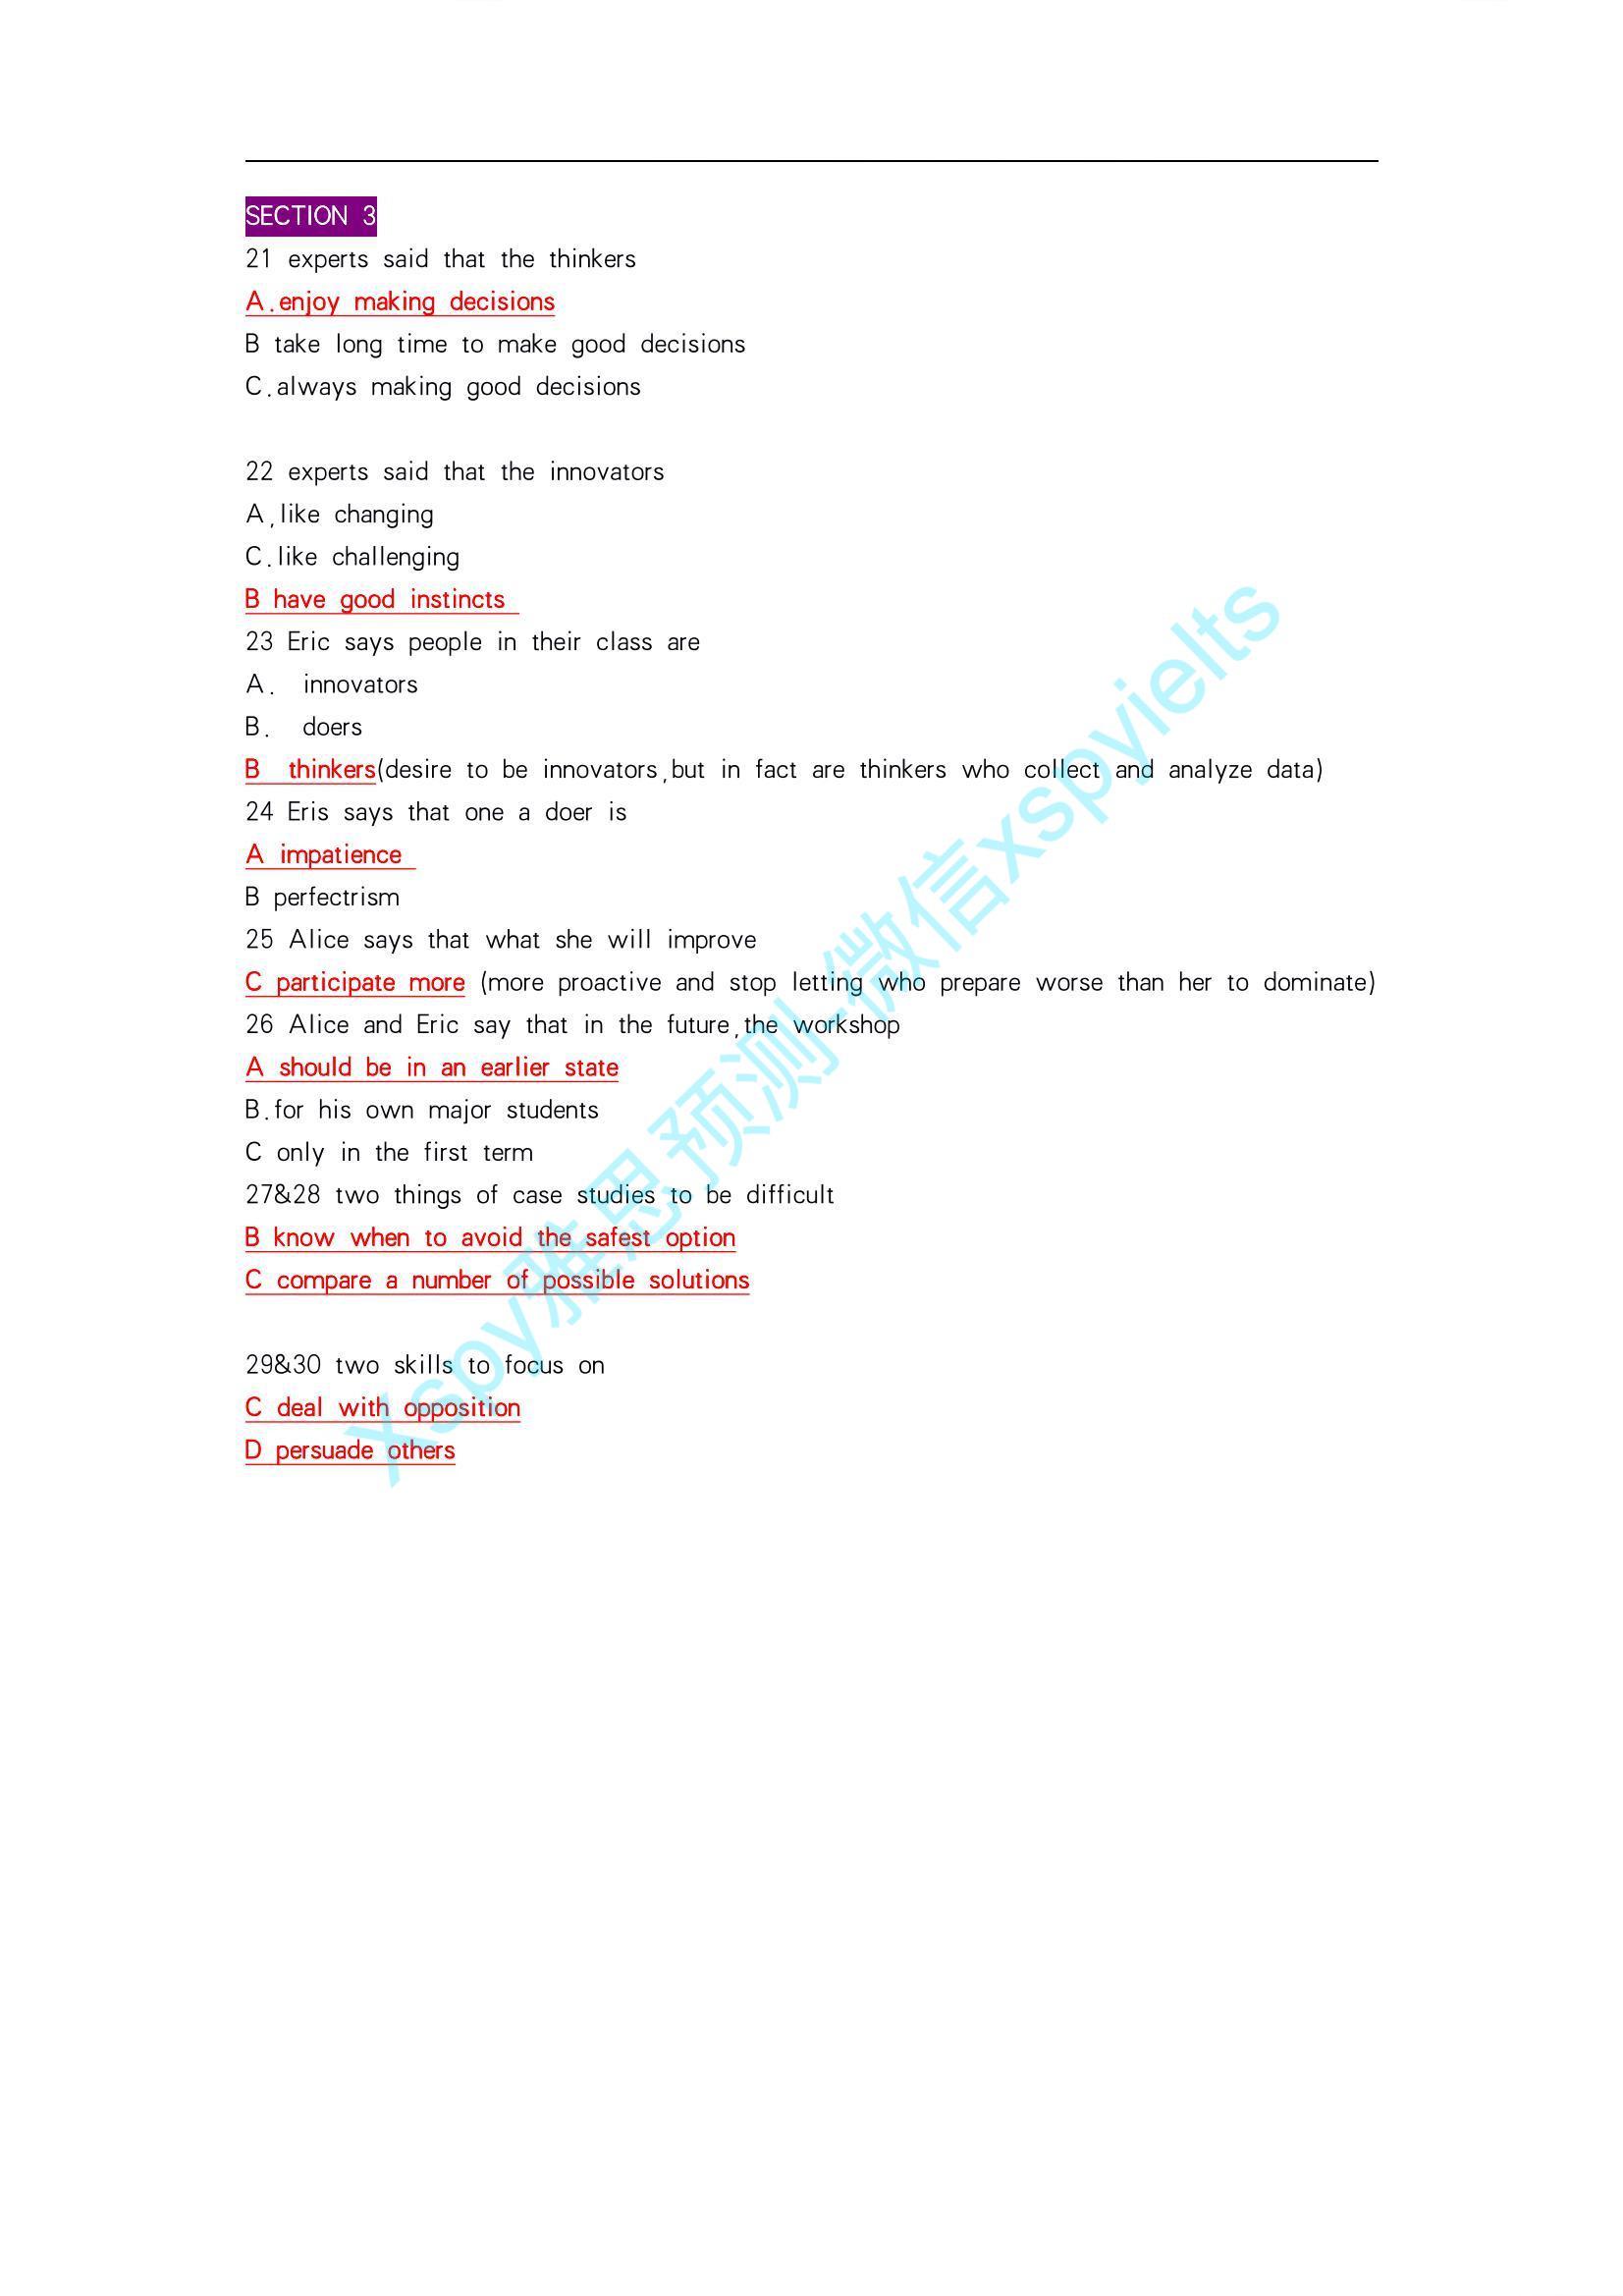 SECTION 3
21 experts said that the thinkers
A.enjoy making decisions
B take long time to make good decisions
C.always making good decisions
22 experts said that the innovators
A,like changing
C.like challenging
B have good instincts
23 Eric says people in their class are
A. innovators
B. doers
B thinkers(desire to be innovators,but in fact are thinkers who collect and analyze data)
24 Eris says that one a doer is
A impatience
B perfectrism
25 Alice says that what she will improve
C participate more (more proactive and stop letting who prepare worse than her to dominate)
26 Alice and Eric say that in the future,the workshop
A should be in an earlier state
B.for his own major students
C only in the first term
27&28 two things of case studies to be difficult
B know when to avoid the safest option
C compare a number of possible solutions
29&30 two skills to focus on
C deal with opposition
D persuade others
Xspy雅思预测-微信xspyielts